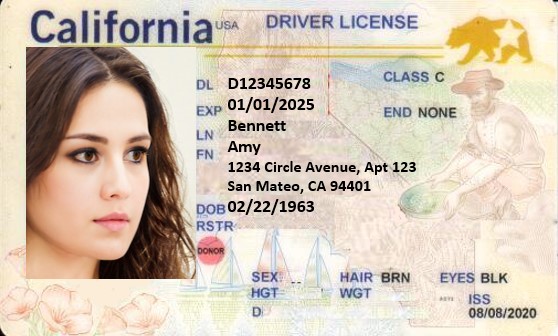 California USA DRIVER LICENSE
DL D12345678 CLASS C
EXP 01/01/2025 END NONE
LN Bennett
FN Amy
1234 Circle Avenue, Apt 123
San Mateo, CA 94401
DOB 02/22/1963
RSTR
DONOR
SEX HAIR BRN EYES BLK
HGT WGT ISS
08/08/2020